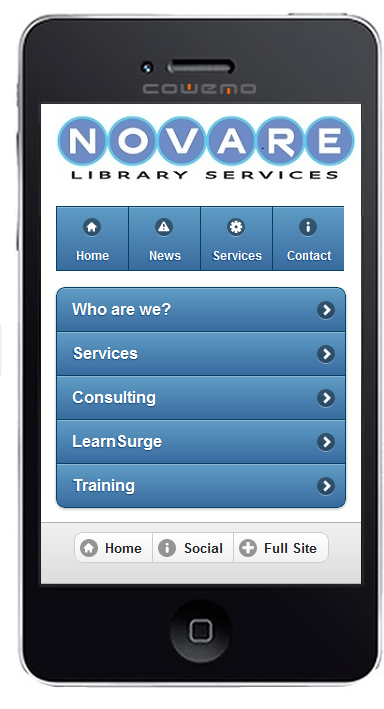 cowemo
NOVARE
LIBRARY SERVICES
Home News Services Contact
Who are we?
Services
Consulting
LearnSurge
Training
Home Social Full Site